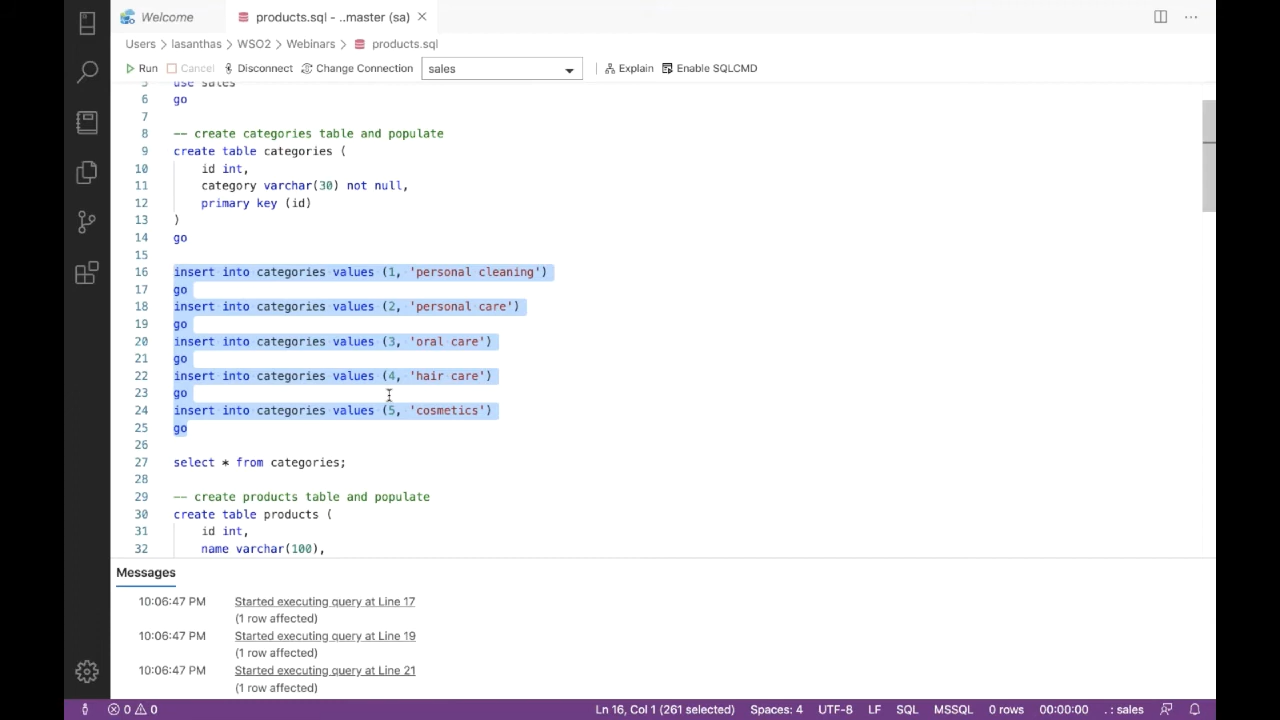 Welcome
products.sql - ..master (sa)
Users > lasanthas > WSO2 > Webinars > products.sql
Run Cancel Disconnect Change Connection sales Explain Enable SQLCMD
5 use sales
6 go
7
8 -- create categories table and populate
9 create table categories (
10 id int,
11 category varchar(30) not null,
12 primary key (id)
13 )
14 go
15
16 insert into categories values (1, 'personal cleaning')
17 go
18 insert into categories values (2, 'personal care')
19 go
20 insert into categories values (3, 'oral care')
21 go
22 insert into categories values (4, 'hair care')
23 go
24 insert into categories values (5, 'cosmetics')
25 go
26
27 select * from categories;
28
29 -- create products table and populate
30 create table products (
31 id int,
32 name varchar(100),
Messages
10:06:47 PM Started executing query at Line 17
(1 row affected)
10:06:47 PM Started executing query at Line 19
(1 row affected)
10:06:47 PM Started executing query at Line 21
(1 row affected)
0 0 Ln 16, Col 1 (261 selected) Spaces: 4 UTF-8 LF SQL MSSQL 0 rows 00:00:00 . : sales